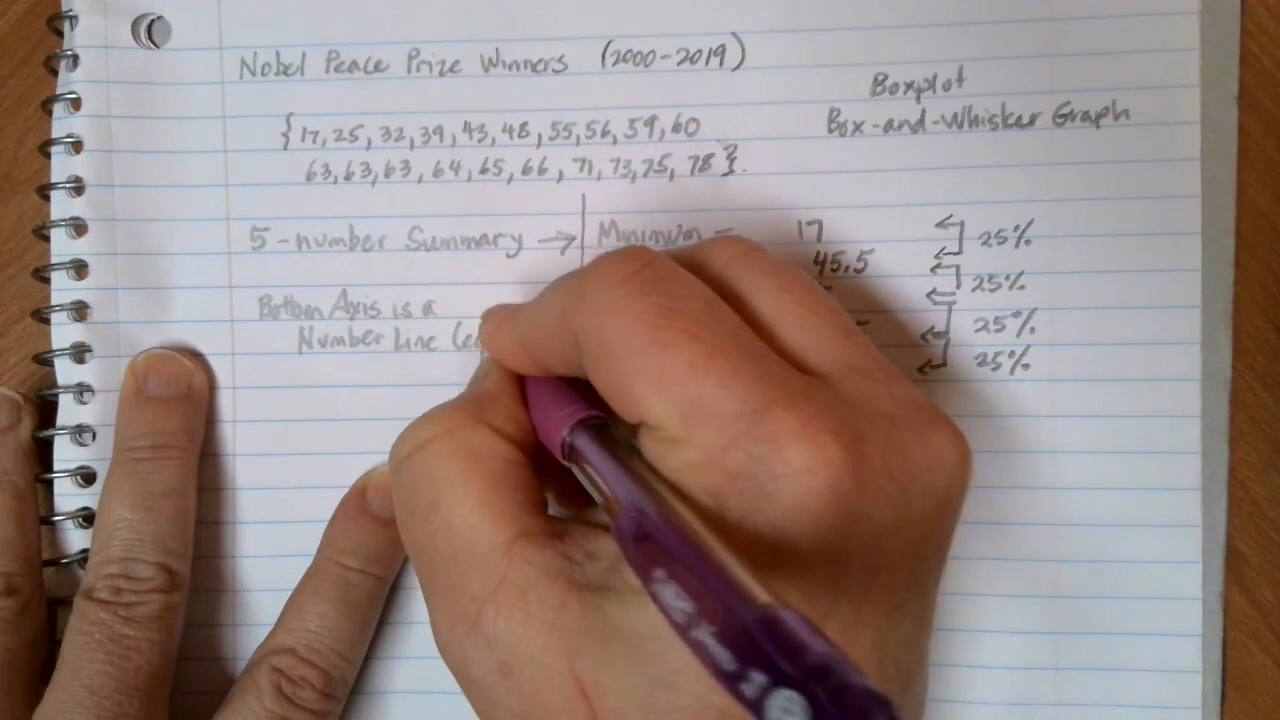 Nobel Peace Prize Winners (2000-2019)
Boxplot
Box-and-Whisker Graph
{17, 25, 32, 39, 43, 48, 55, 56, 59, 60
63, 63, 63, 64, 65, 66, 71, 73, 75, 78}.
5-number Summary → Minimum - 17
45.5
25%
25%
25%
25%
Bottom Axis is a
Number Line